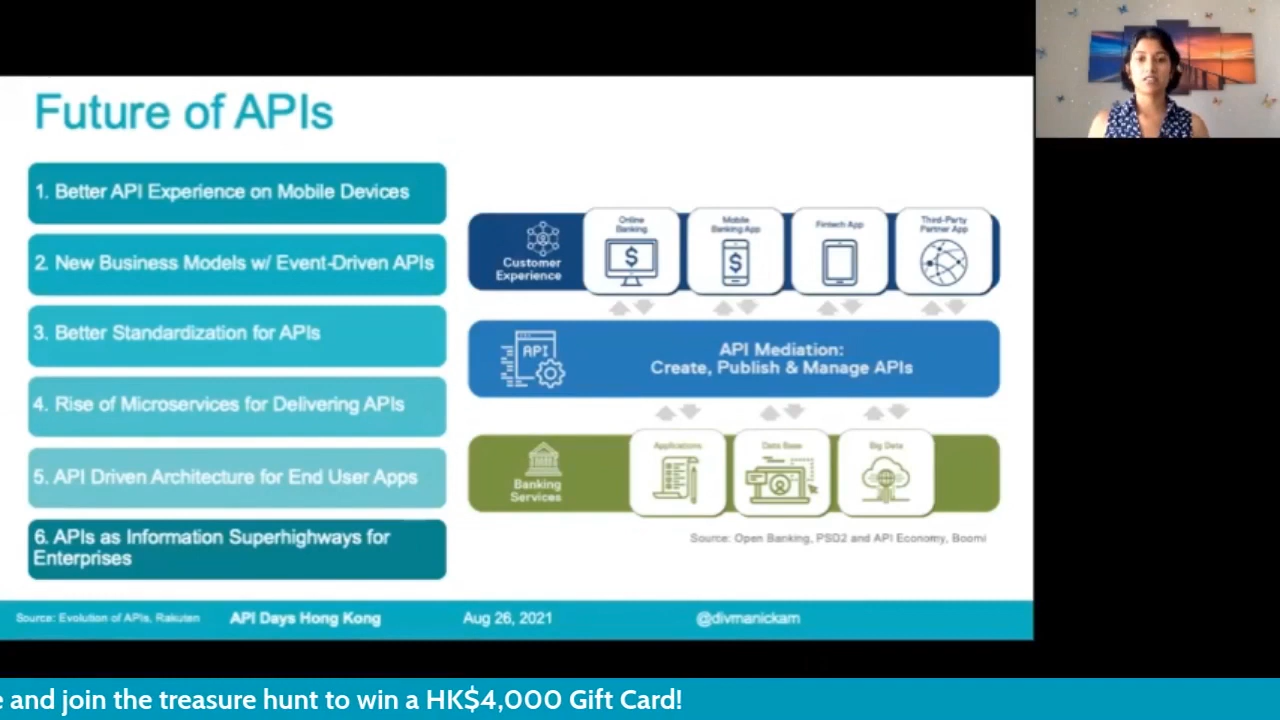 Future of APIs
1. Better API Experience on Mobile Devices
2. New Business Models w/ Event-Driven APIs
3. Better Standardization for APIs
4. Rise of Microservices for Delivering APIs
5. API Driven Architecture for End User Apps
6. APIs as Information Superhighways for
Enterprises
Customer
Experience
Online
Banking
$
Mobile
Banking App
$
Fintech App
Third-Party
Partner App
API
API Mediation:
Create, Publish & Manage APIs
Banking
Services
Applications
Data Base
Big Data
Source: Open Banking, PSD2 and API Economy, Boomi
Source: Evolution of APIs, Rakuten
API Days Hong Kong
Aug 26, 2021
@divmanickam
e and join the treasure hunt to win a HK$4,000 Gift Card!